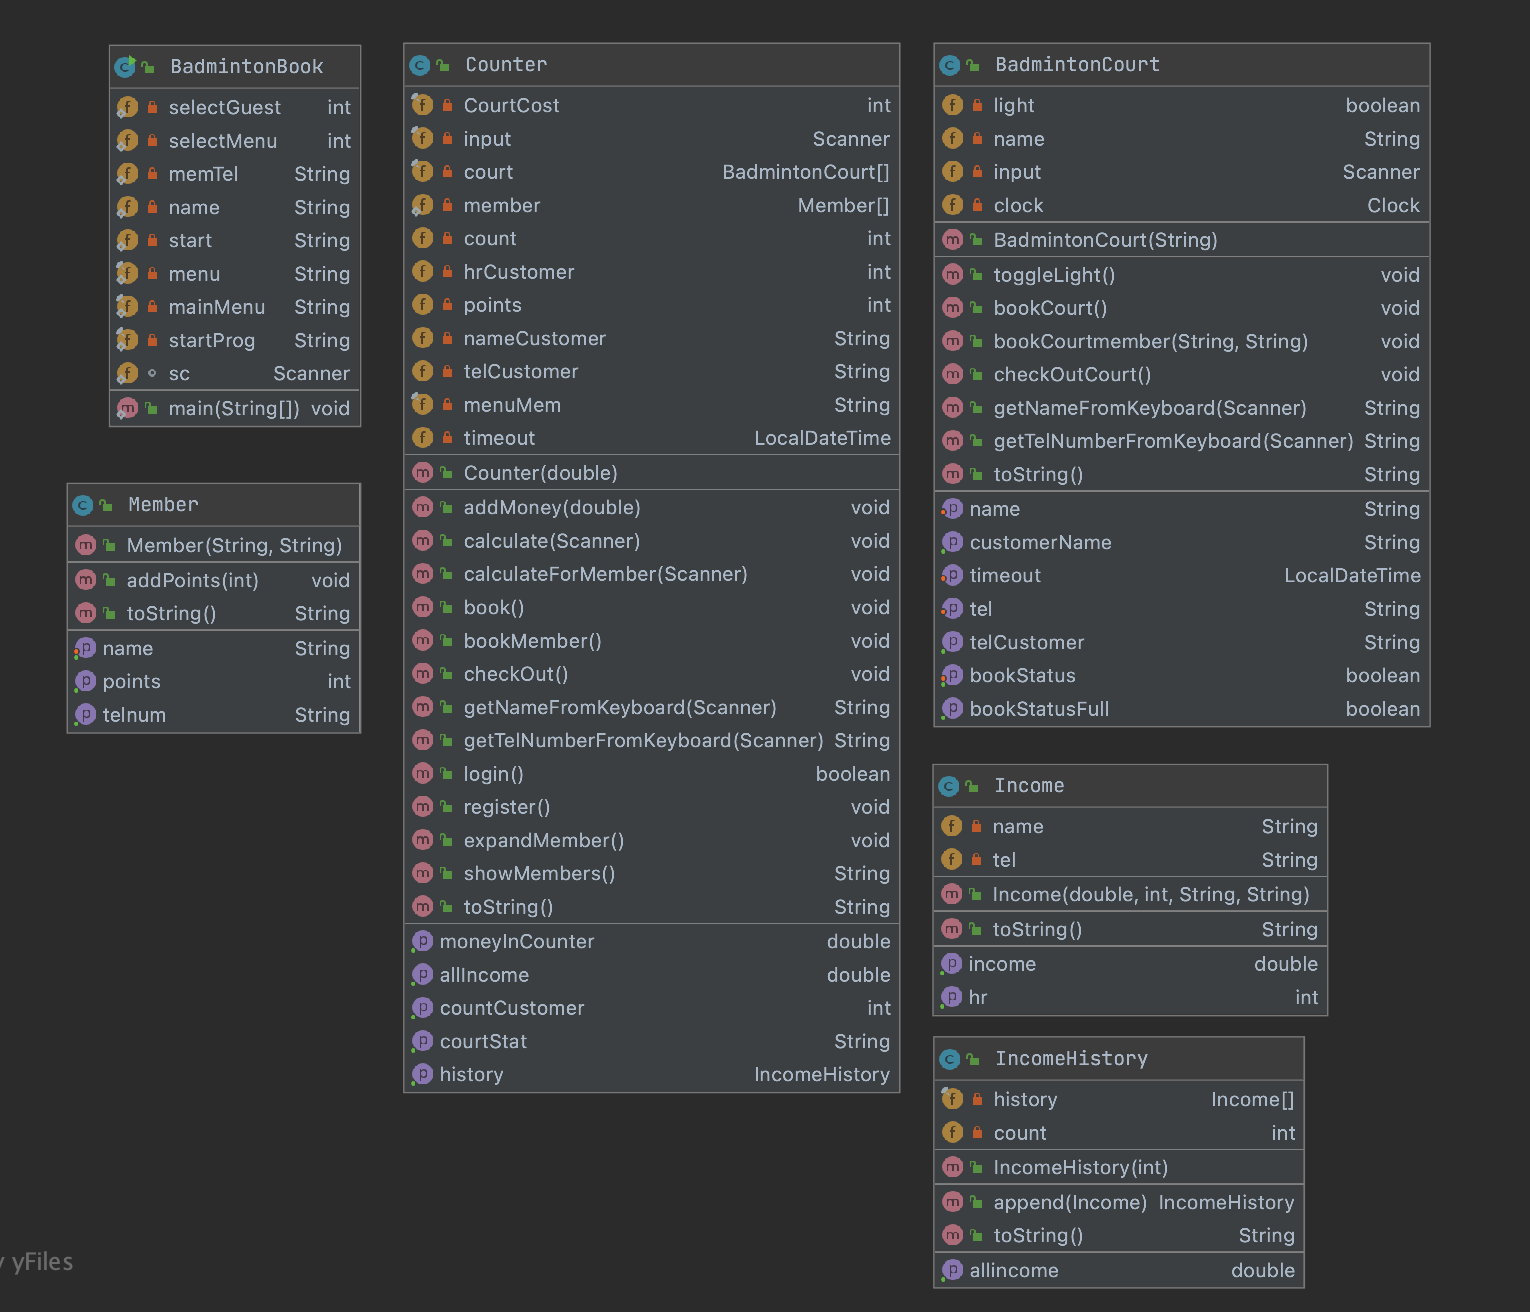 BadmintonBook
selectGuest int
selectMenu int
memTel String
name String
start String
menu String
mainMenu String
startProg String
sc Scanner
main(String[]) void
Member
Member(String, String)
addPoints(int) void
toString() String
name String
points int
telnum String
Counter
CourtCost int
input Scanner
court BadmintonCourt[]
member Member[]
count int
hrCustomer int
points int
nameCustomer String
telCustomer String
menuMem String
timeout LocalDateTime
Counter(double)
addMoney(double) void
calculate(Scanner) void
calculateForMember(Scanner) void
book() void
bookMember() void
checkOut() void
getNameFromKeyboard(Scanner) String
getTelNumberFromKeyboard(Scanner) String
login() boolean
register() void
expandMember() void
showMembers() String
toString() String
moneyInCounter double
allIncome double
countCustomer int
courtStat String
history IncomeHistory
BadmintonCourt
light boolean
name String
input Scanner
clock Clock
BadmintonCourt(String)
toggleLight() void
bookCourt() void
bookCourtmember(String, String) void
checkOutCourt() void
getNameFromKeyboard(Scanner) String
getTelNumberFromKeyboard(Scanner) String
toString() String
name String
customerName String
timeout LocalDateTime
tel String
telCustomer String
bookStatus boolean
bookStatusFull boolean
Income
name String
tel String
Income(double, int, String, String)
toString() String
income double
hr int
IncomeHistory
history Income[]
count int
IncomeHistory(int)
append(Income) IncomeHistory
toString() String
allincome double
yFiles